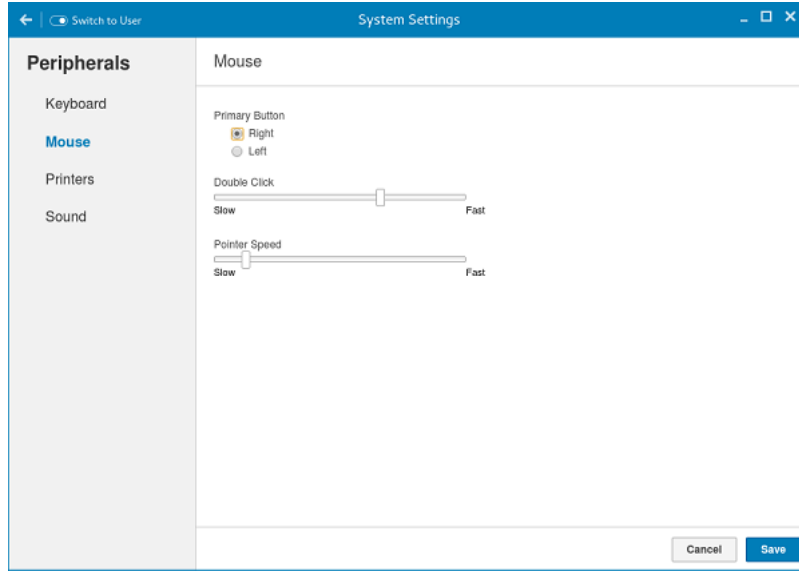 Switch to User
System Settings
Peripherals
Keyboard
Mouse
Printers
Sound
Mouse
Primary Button
Right
Left
Double Click
Slow Fast
Pointer Speed
Slow Fast
Cancel Save